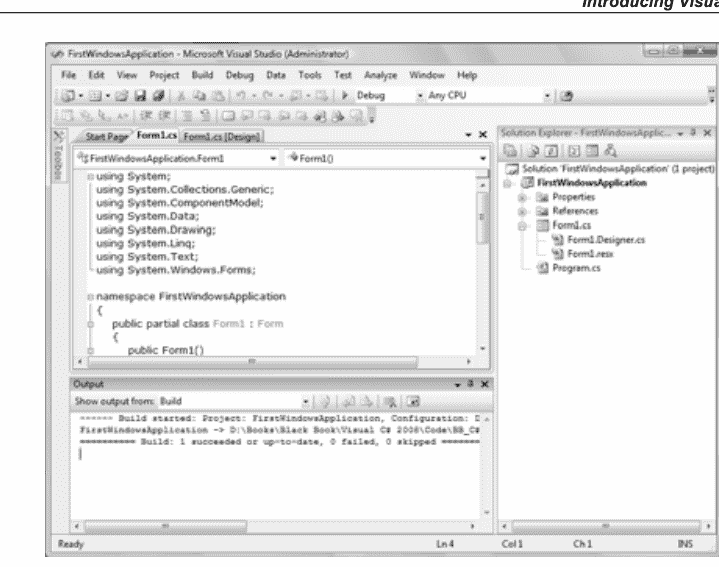 Introducing Visua
FirstWindowsApplication - Microsoft Visual Studio (Administrator)
File Edit View Project Build Debug Data Tools Test Analyze Window Help
Debug Any CPU
Toolbox
Start Page Form1.cs Form1.cs [Design]
FirstWindowsApplication.Form1 Form1()
using System;
using System.Collections.Generic;
using System.ComponentModel;
using System.Data;
using System.Drawing;
using System.Linq;
using System.Text;
using System.Windows.Forms;
namespace FirstWindowsApplication
{
public partial class Form1 : Form
{
public Form1()
Output
Show output from: Build
------ Build started: Project: FirstWindowsApplication, Configuration: D
FirstWindowsApplication -> D:\Books\Black Book\Visual C# 2008\Code\BB_C#
========== Build: 1 succeeded or up-to-date, 0 failed, 0 skipped =======
Solution Explorer - FirstWindowsApplic...
Solution 'FirstWindowsApplication' (1 project)
FirstWindowsApplication
Properties
References
Form1.cs
Form1.Designer.cs
Form1.resx
Program.cs
Ready Ln 4 Col 1 Ch 1 INS